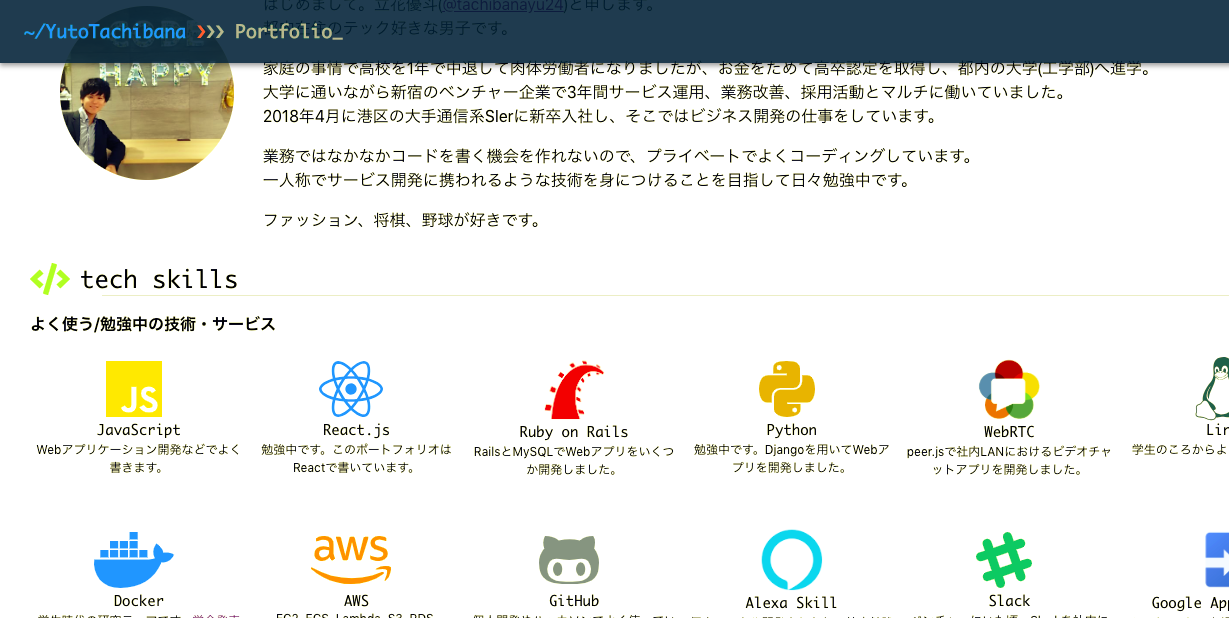 はじめまして。立花優斗(@tachibanayu24)と申します。
のテック好きな男子です。
~/YutoTachibana ❯❯❯ Portfolio_
CODE
HAPPY
家庭の事情で高校を1年で中退して肉体労働者になりましたが、お金をためて高卒認定を取得し、都内の大学(工学部)へ進学。
大学に通いながら新宿のベンチャー企業で3年間サービス運用、業務改善、採用活動とマルチに働いていました。
2018年4月に港区の大手通信系SIerに新卒入社し、そこではビジネス開発の仕事をしています。
業務ではなかなかコードを書く機会を作れないので、プライベートでよくコーディングしています。
一人称でサービス開発に携われるような技術を身につけることを目指して日々勉強中です。
ファッション、将棋、野球が好きです。
</> tech skills
よく使う/勉強中の技術・サービス
JS
JavaScript
Webアプリケーション開発などでよく
書きます。
React.js
勉強中です。このポートフォリオは
Reactで書いています。
Ruby on Rails
RailsとMySQLでWebアプリをいくつ
か開発しました。
Python
勉強中です。Djangoを用いてWebア
プリを開発しました。
WebRTC
peer.jsで社内LANにおけるビデオチャ
ットアプリを開発しました。
Lin
学生のころからよ
Docker
aws
AWS
EC2, ECS, Lambda, S3, RDS,
GitHub
Alexa Skill
Slack
Google App